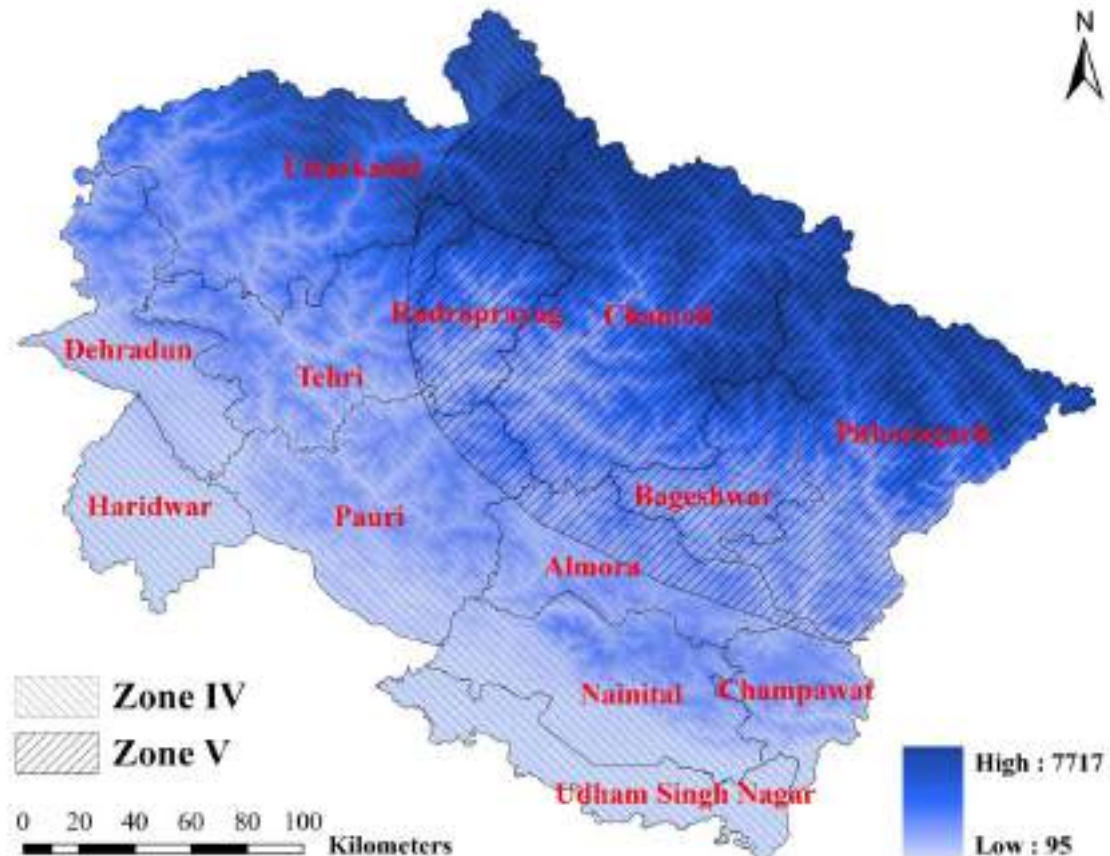 N
Uttarkashi
Rudraprayag
Chamoli
Dehradun
Tehri
Pithoragarh
Haridwar
Pauri
Bageshwar
Almora
Nainital
Champawat
Udham Singh Nagar
Zone IV
Zone V
High : 7717
Low : 95
0 20 40 60 80 100
Kilometers